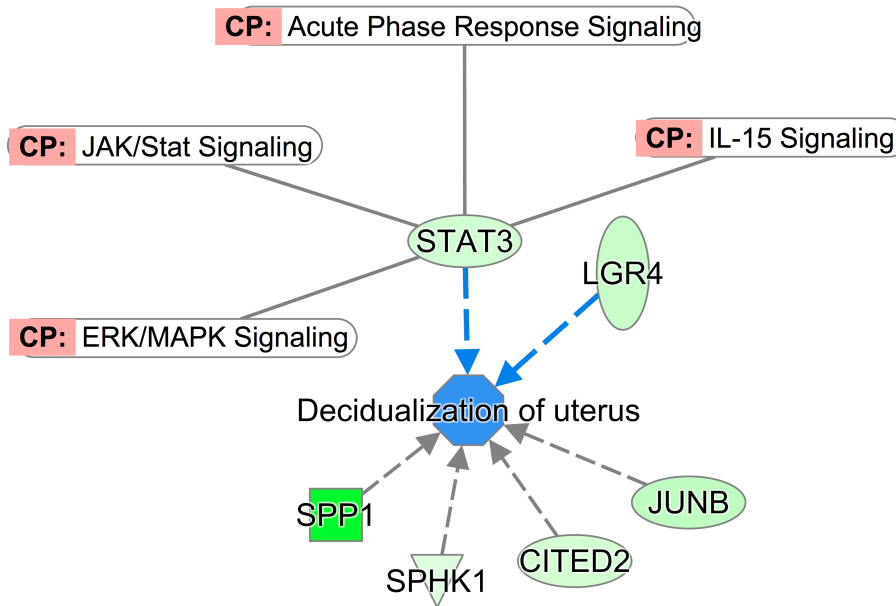 CP: Acute Phase Response Signaling
CP: JAK/Stat Signaling
CP: IL-15 Signaling
STAT3
LGR4
CP: ERK/MAPK Signaling
Decidualization of uterus
SPP1
JUNB
CITED2
SPHK1